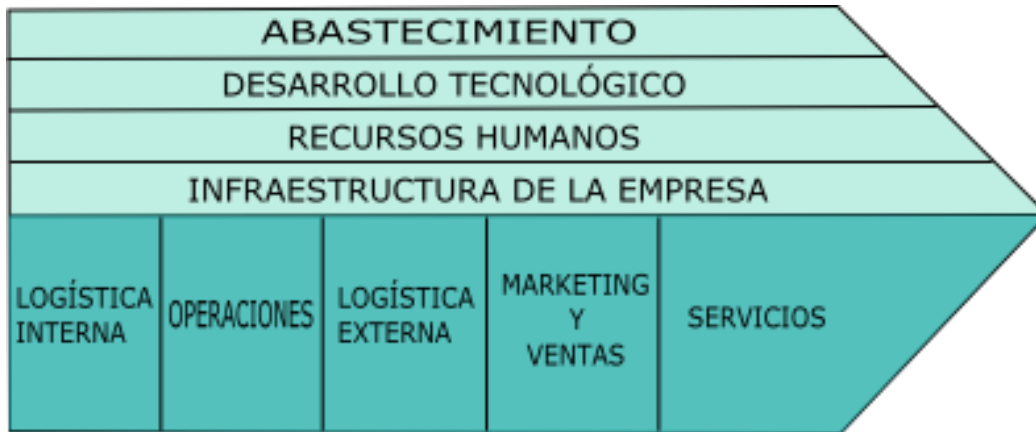 ABASTECIMIENTO
DESARROLLO TECNOLÓGICO
RECURSOS HUMANOS
INFRAESTRUCTURA DE LA EMPRESA
LOGÍSTICA
INTERNA
OPERACIONES
LOGÍSTICA
EXTERNA
MARKETING
Y
VENTAS
SERVICIOS